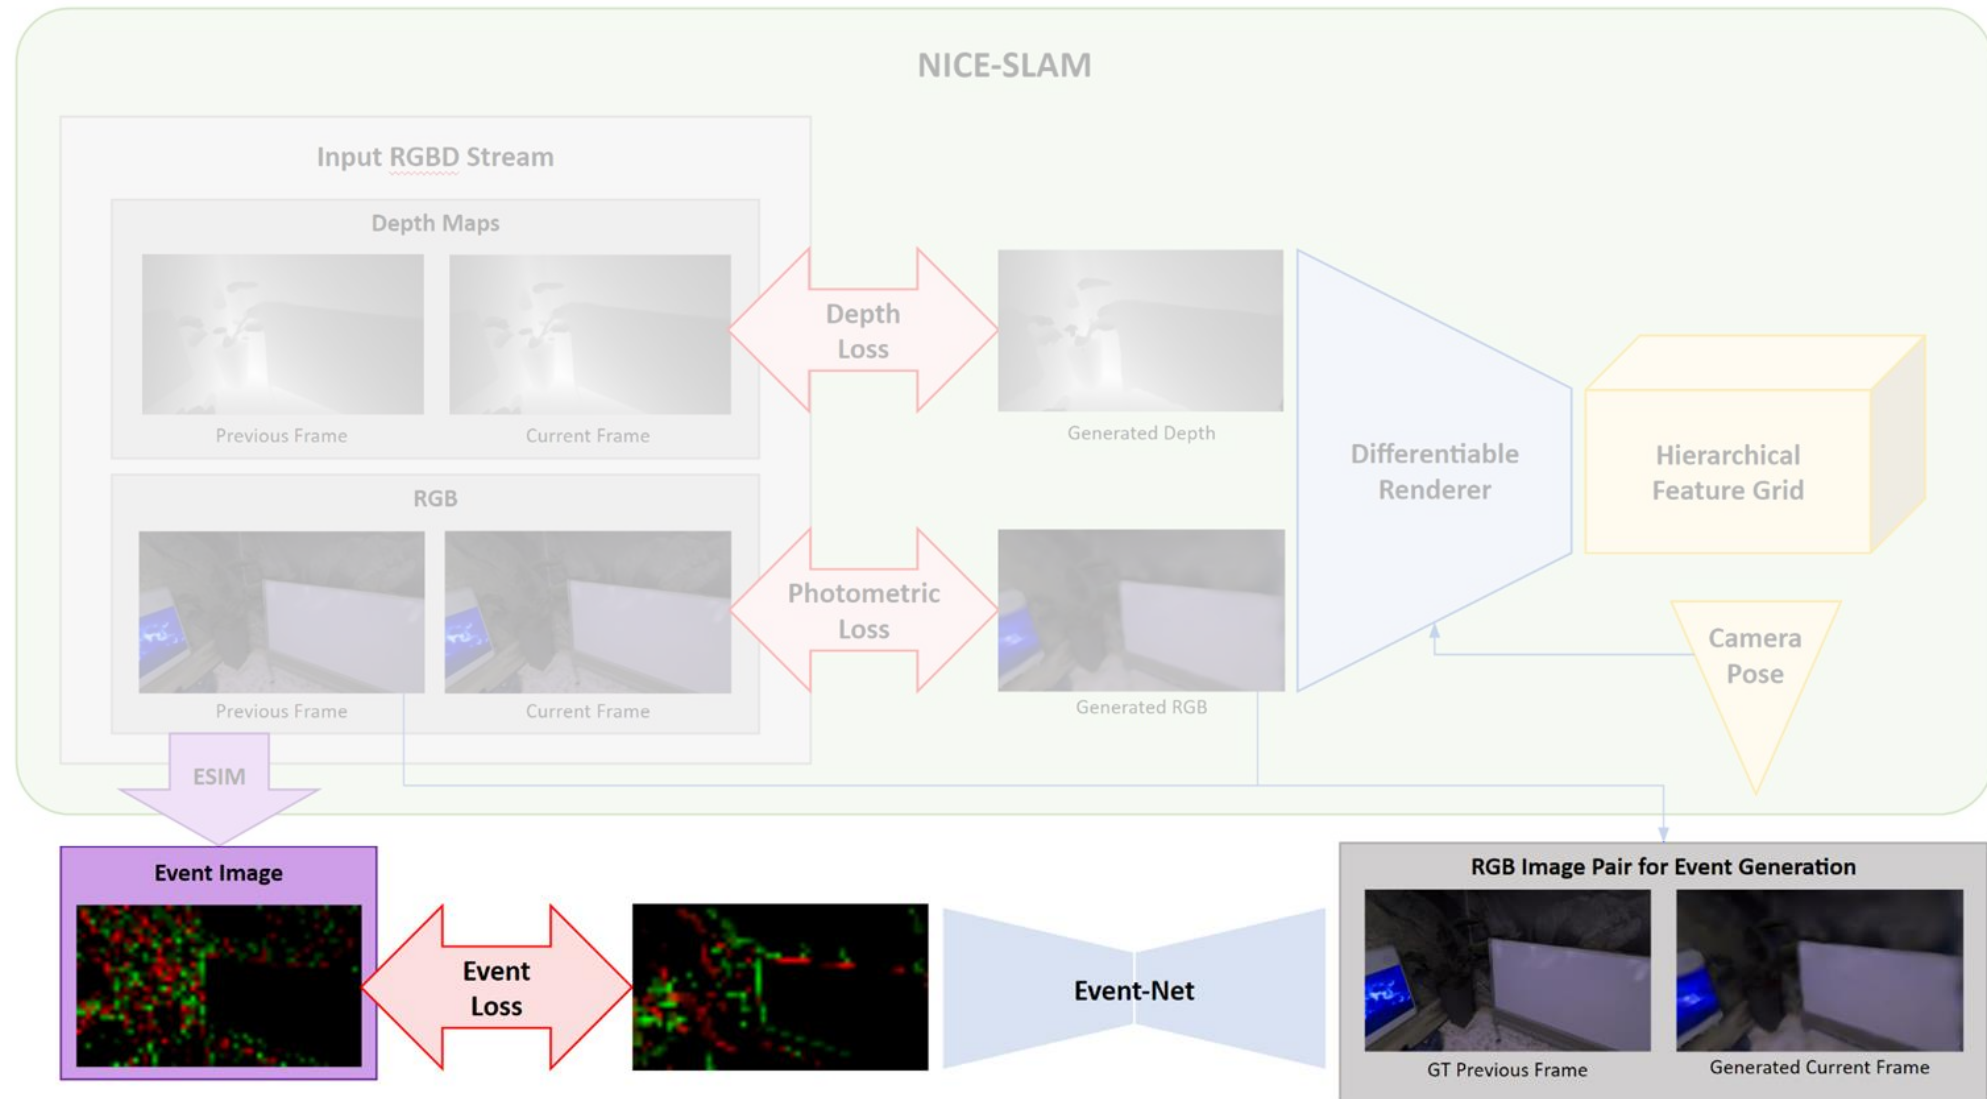 NICE-SLAM
Input RGBD Stream
Depth Maps
Previous Frame
Current Frame
Depth
Loss
Generated Depth
Differentiable
Renderer
Hierarchical
Feature Grid
RGB
Previous Frame
Current Frame
Photometric
Loss
Generated RGB
Camera
Pose
ESIM
Event Image
Event
Loss
Event-Net
RGB Image Pair for Event Generation
GT Previous Frame
Generated Current Frame